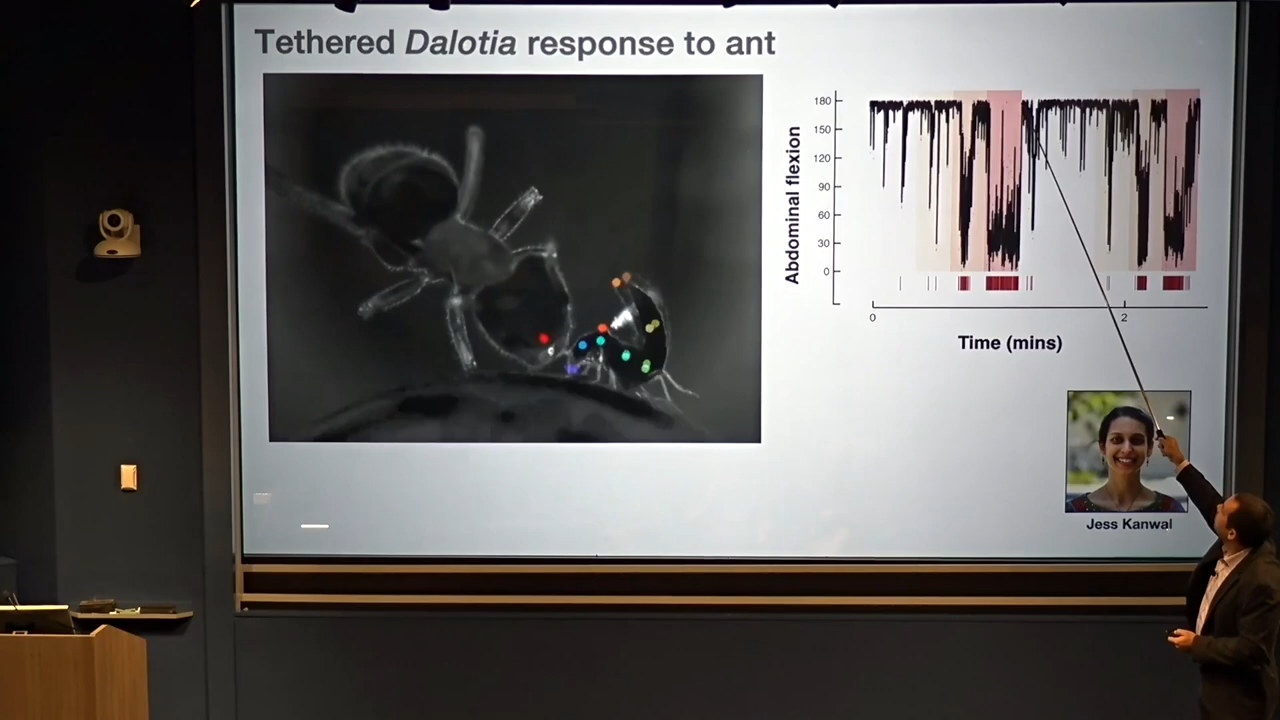 Tethered Dalotia response to ant
Abdominal flexion
180
150
120
90
60
30
0
0
2
Time (mins)
Jess Kanwal